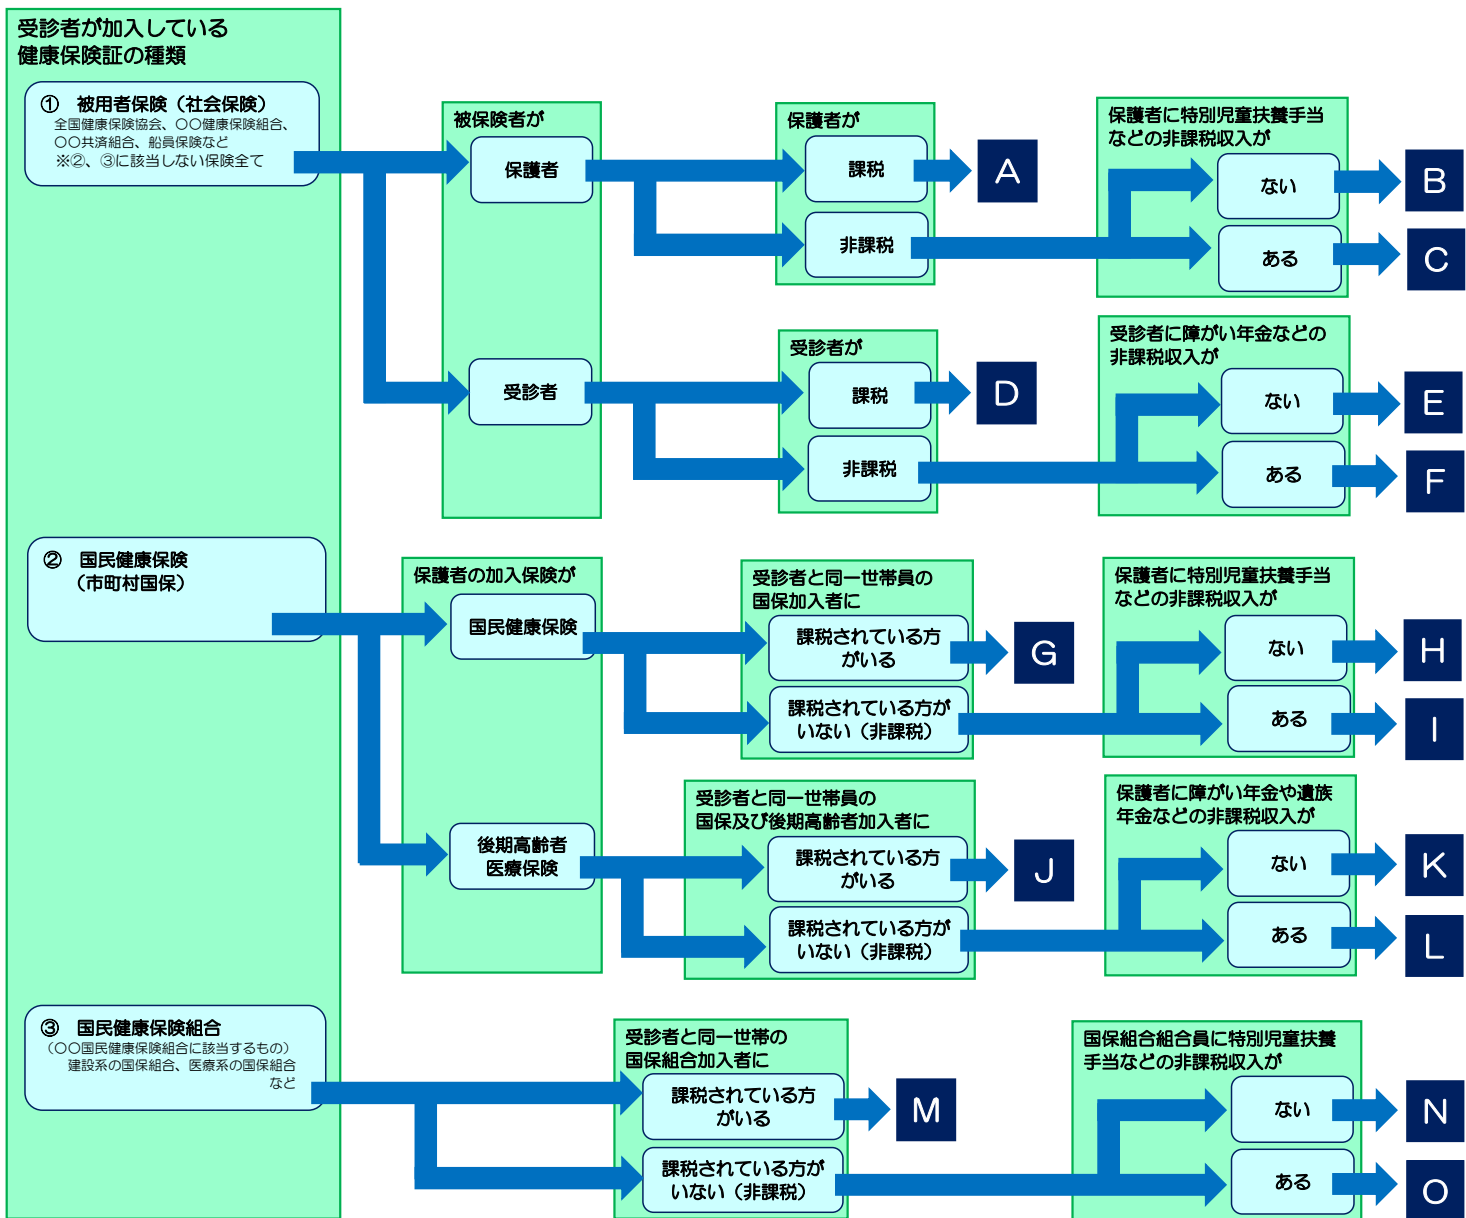 受診者が加入している
健康保険証の種類
① 被用者保険（社会保険）
全国健康保険協会、〇〇健康保険組合、
〇〇共済組合、船員保険など
※②、③に該当しない保険全て
被保険者が
保護者
保護者が
課税
A
非課税
保護者に特別児童扶養手当
などの非課税収入が
ない
B
ある
C
受診者
受診者が
課税
D
非課税
受診者に障がい年金などの
非課税収入が
ない
E
ある
F
② 国民健康保険
（市町村国保）
保護者の加入保険が
国民健康保険
受診者と同一世帯員の
国保加入者に
課税されている方
がいる
G
課税されている方が
いない（非課税）
保護者に特別児童扶養手当
などの非課税収入が
ない
H
ある
I
後期高齢者
医療保険
受診者と同一世帯員の
国保及び後期高齢者加入者に
課税されている方
がいる
J
課税されている方が
いない（非課税）
保護者に障がい年金や遺族
年金などの非課税収入が
ない
K
ある
L
③ 国民健康保険組合
（〇〇国民健康保険組合に該当するもの）
建設系の国保組合、医療系の国保組合
など
受診者と同一世帯の
国保組合加入者に
課税されている方
がいる
M
課税されている方が
いない（非課税）
国保組合組合員に特別児童扶養
手当などの非課税収入が
ない
N
ある
O